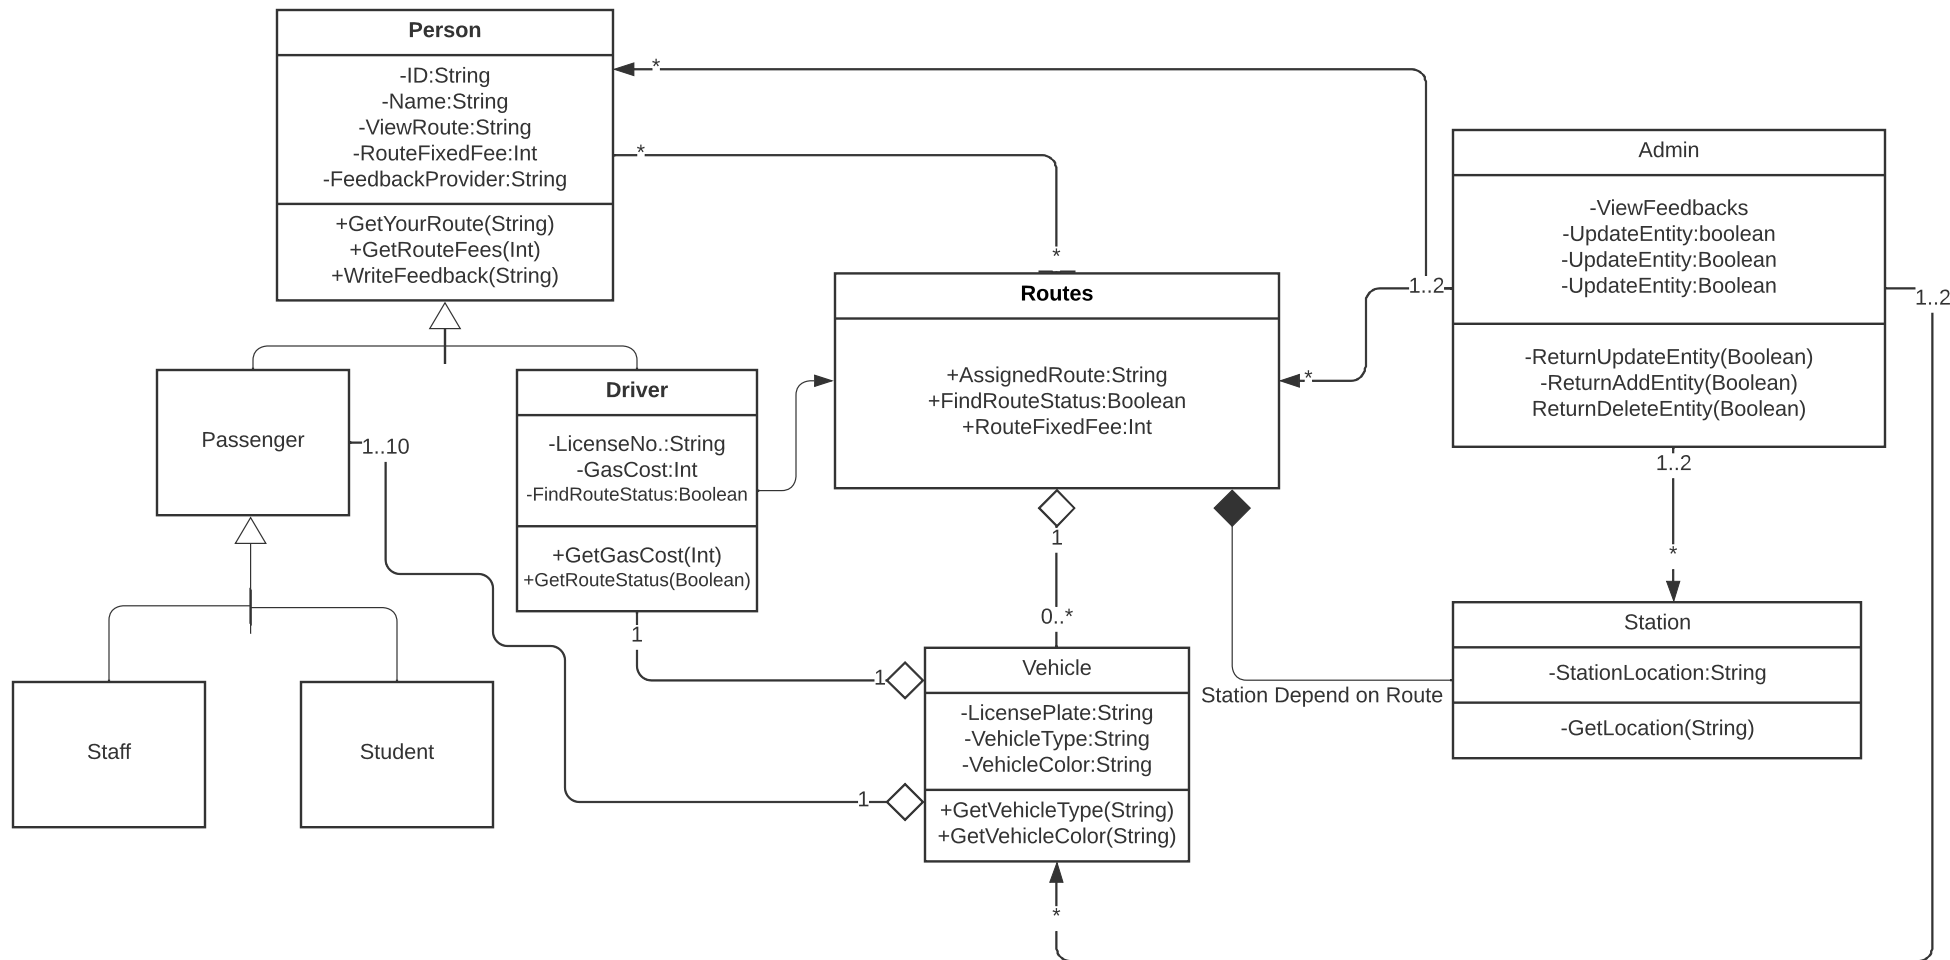 Person
-ID:String
-Name:String
-ViewRoute:String
-RouteFixedFee:Int
-FeedbackProvider:String
+GetYourRoute(String)
+GetRouteFees(Int)
+WriteFeedback(String)
*
*
*
Admin
-ViewFeedbacks
-UpdateEntity:boolean
-UpdateEntity:Boolean
-UpdateEntity:Boolean
-ReturnUpdateEntity(Boolean)
-ReturnAddEntity(Boolean)
ReturnDeleteEntity(Boolean)
1..2
1..2
1..2
*
*
Routes
+AssignedRoute:String
+FindRouteStatus:Boolean
+RouteFixedFee:Int
Passenger
1..10
Driver
-LicenseNo.:String
-GasCost:Int
-FindRouteStatus:Boolean
+GetGasCost(Int)
+GetRouteStatus(Boolean)
1
1
1
0..*
Station
-StationLocation:String
-GetLocation(String)
Station Depend on Route
Vehicle
-LicensePlate:String
-VehicleType:String
-VehicleColor:String
+GetVehicleType(String)
+GetVehicleColor(String)
1
*
Staff
Student